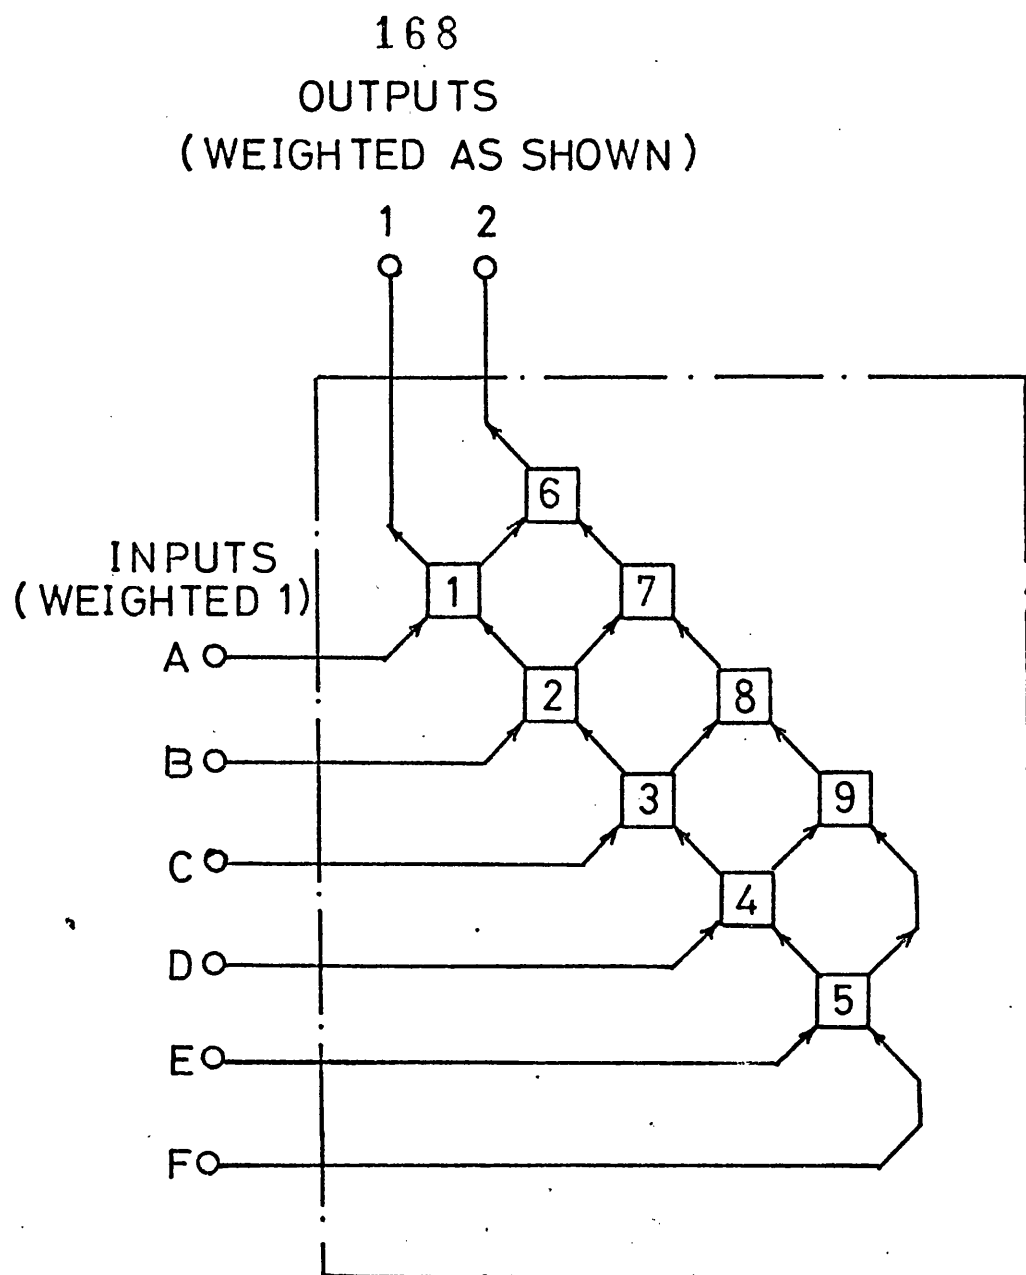 168
OUTPUTS
(WEIGHTED AS SHOWN)
1 2
6
INPUTS
(WEIGHTED 1)
1 7
A
2 8
B
3 9
C
4
D
5
E
F